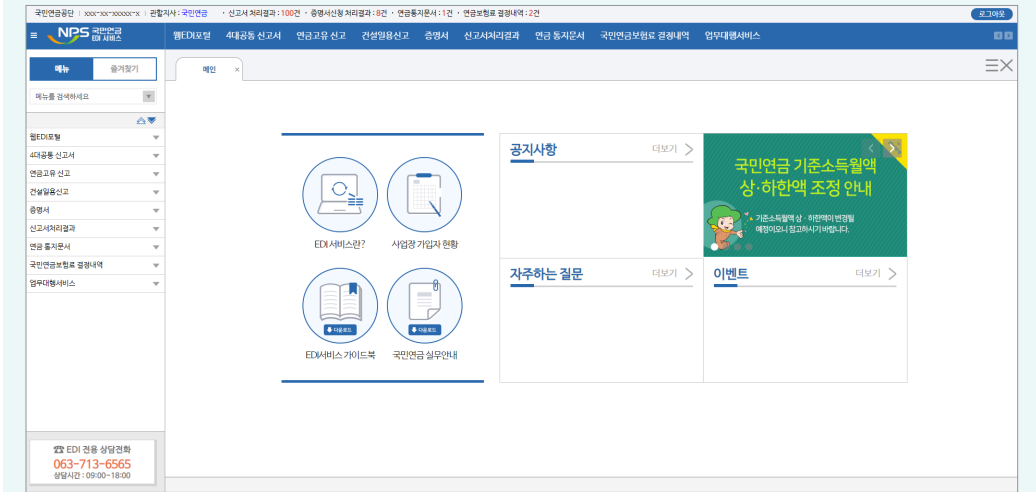 국민연금공단 | xxx-xx-xxxxx-x | 관할지사 : 국민연금 · 신고서 처리결과 : 100건 · 증명서신청 처리결과 : 8건 · 연금통지문서 : 1건 · 연금보험료 결정내역 : 2건 로그아웃
≡ NPS 국민연금 EDI 서비스
웹EDI포털 4대공통 신고서 연금고유 신고 건설일용신고 증명서 신고서처리결과 연금 통지문서 국민연금보험료 결정내역 업무대행서비스
메뉴 즐겨찾기
메인 ×
메뉴를 검색하세요
웹EDI포털
4대공통 신고서
연금고유 신고
건설일용신고
증명서
신고서처리결과
연금 통지문서
국민연금보험료 결정내역
업무대행서비스
EDI 전용 상담전화
063-713-6565
상담시간 : 09:00~18:00
EDI 서비스란? 사업장 가입자 현황
다운로드 다운로드
EDI서비스 가이드북 국민연금 실무안내
공지사항 더보기 >
국민연금 기준소득월액
상·하한액 조정 안내
기준소득월액 상 · 하한액이 변경될
예정이오니 참고하시기 바랍니다.
자주하는 질문 더보기 >
이벤트 더보기 >